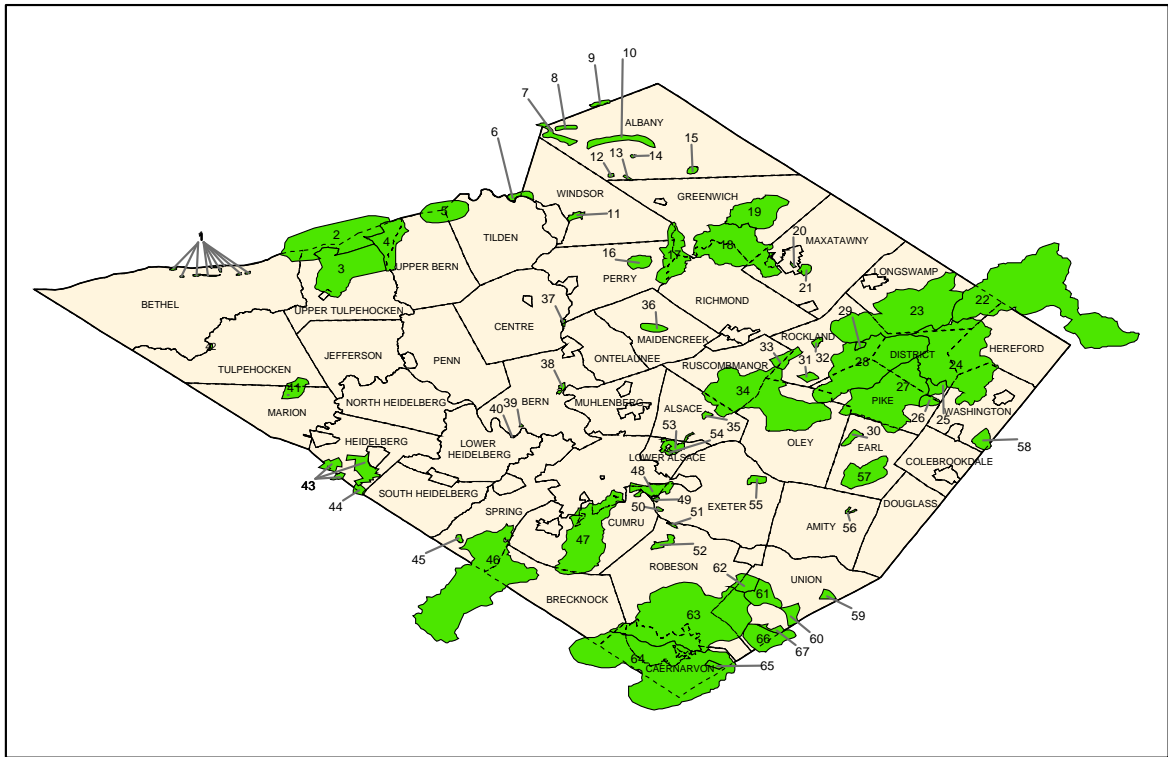 10
9
8
7
ALBANY
6
15
13
14
12
WINDSOR
GREENWICH
19
5
11
2
TILDEN
20
MAXATAWNY
4
18
17
16
3
UPPER BERN
PERRY
LONGSWAMP
21
BETHEL
RICHMOND
22
37
36
29
23
UPPER TULPEHOCKEN
CENTRE
ROCKLAND
MAIDENCREEK
33
42
32
HEREFORD
JEFFERSON
PENN
ONTELAUNEE
31
28
DISTRICT
RUSCOMBMANOR
38
24
TULPEHOCKEN
27
41
34
PIKE
NORTH HEIDELBERG
40
39
BERN
MUHLENBERG
ALSACE
WASHINGTON
MARION
26
25
35
53
54
30
HEIDELBERG
LOWER
HEIDELBERG
OLEY
EARL
58
LOWER ALSACE
COLEBROOKDALE
43
48
57
44
SOUTH HEIDELBERG
49
EXETER
55
DOUGLASS
SPRING
50
51
CUMRU
AMITY
56
47
45
52
46
ROBESON
62
UNION
BRECKNOCK
61
59
63
60
66
67
64
CAERNARVON
65